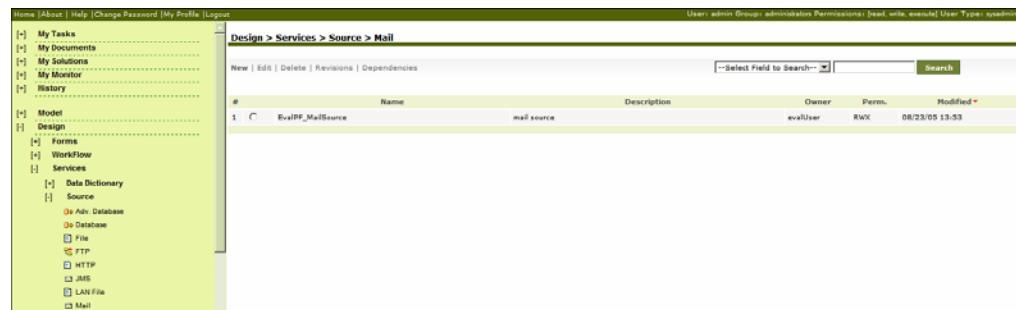 Home |About | Help |Change Password |My Profile |Logout
User: admin Group: administrators Permissions: [read, write, execute] User Type: sysadmin
[+] My Tasks
[+] My Documents
[+] My Solutions
[+] My Monitor
[+] History
[+] Model
[-] Design
[+] Forms
[+] WorkFlow
[-] Services
[+] Data Dictionary
[-] Source
Adv. Database
Database
File
FTP
HTTP
JMS
LAN File
Mail
Design > Services > Source > Mail
New | Edit | Delete | Revisions | Dependencies
--Select Field to Search-- Search
# Name Description Owner Perm. Modified
1 EvalPF_MailSource mail source evalUser RWX 08/23/05 13:53